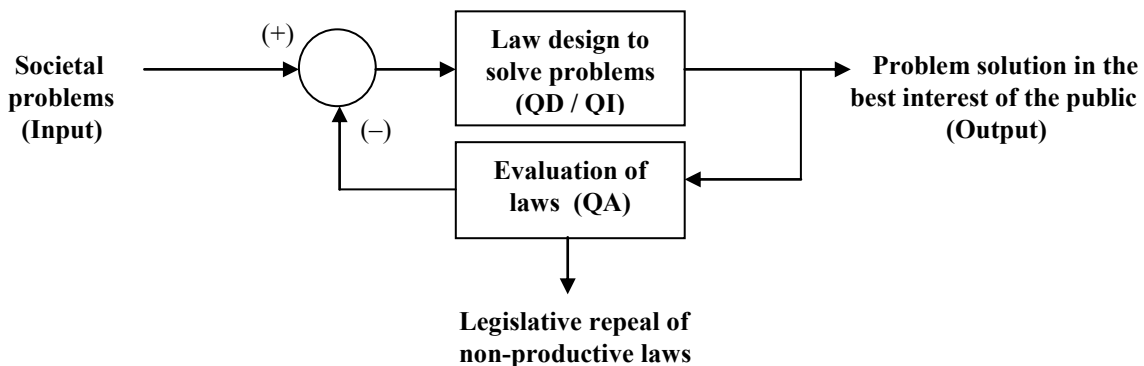 Societal
problems
(Input)
(+)
(–)
Law design to
solve problems
(QD / QI)
Problem solution in the
best interest of the public
(Output)
Evaluation of
laws (QA)
Legislative repeal of
non-productive laws